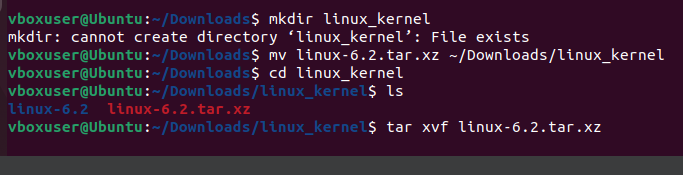 vboxuser@Ubuntu:~/Downloads$ mkdir linux_kernel
mkdir: cannot create directory ‘linux_kernel’: File exists
vboxuser@Ubuntu:~/Downloads$ mv linux-6.2.tar.xz ~/Downloads/linux_kernel
vboxuser@Ubuntu:~/Downloads$ cd linux_kernel
vboxuser@Ubuntu:~/Downloads/linux_kernel$ ls
linux-6.2  linux-6.2.tar.xz
vboxuser@Ubuntu:~/Downloads/linux_kernel$ tar xvf linux-6.2.tar.xz